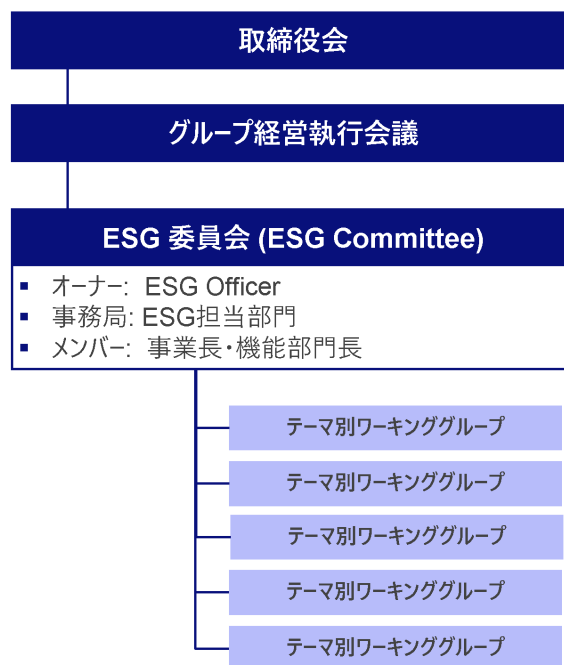 取締役会
グループ経営執行会議
ESG 委員会 (ESG Committee)
▪ オーナー: ESG Officer
▪ 事務局: ESG担当部門
▪ メンバー: 事業長・機能部門長
テーマ別ワーキンググループ
テーマ別ワーキンググループ
テーマ別ワーキンググループ
テーマ別ワーキンググループ
テーマ別ワーキンググループ